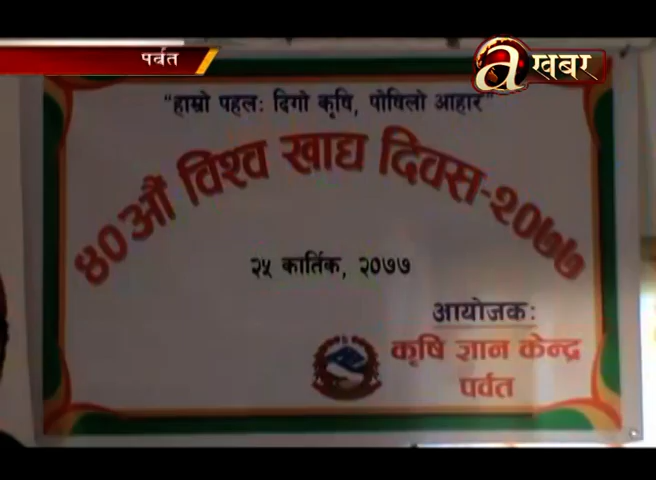 पर्वत
a खबर
"हाम्रो पहल: दिगो कृषि, पोषिलो आहार"
४०औं विश्व खाद्य दिवस-२०७७
२५ कार्तिक, २०७७
आयोजक:
कृषि ज्ञान केन्द्र
पर्वत